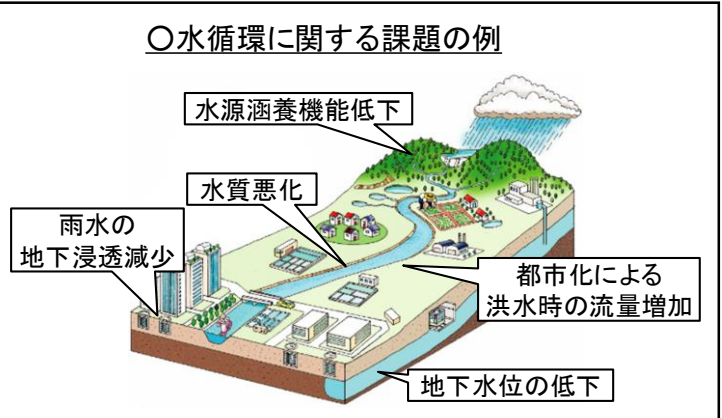 〇水循環に関する課題の例
水源涵養機能低下
水質悪化
雨水の
地下浸透減少
都市化による
洪水時の流量増加
地下水位の低下